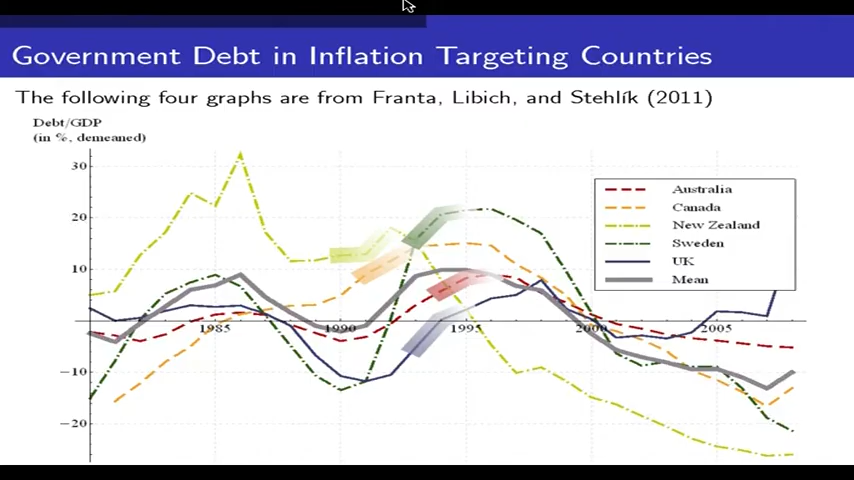 Government Debt in Inflation Targeting Countries
The following four graphs are from Franta, Libich, and Stehlík (2011)
Debt/GDP
(in %, demeaned)
30
20
10
−10
−20
1985
1990
1995
2000
2005
Australia
Canada
New Zealand
Sweden
UK
Mean